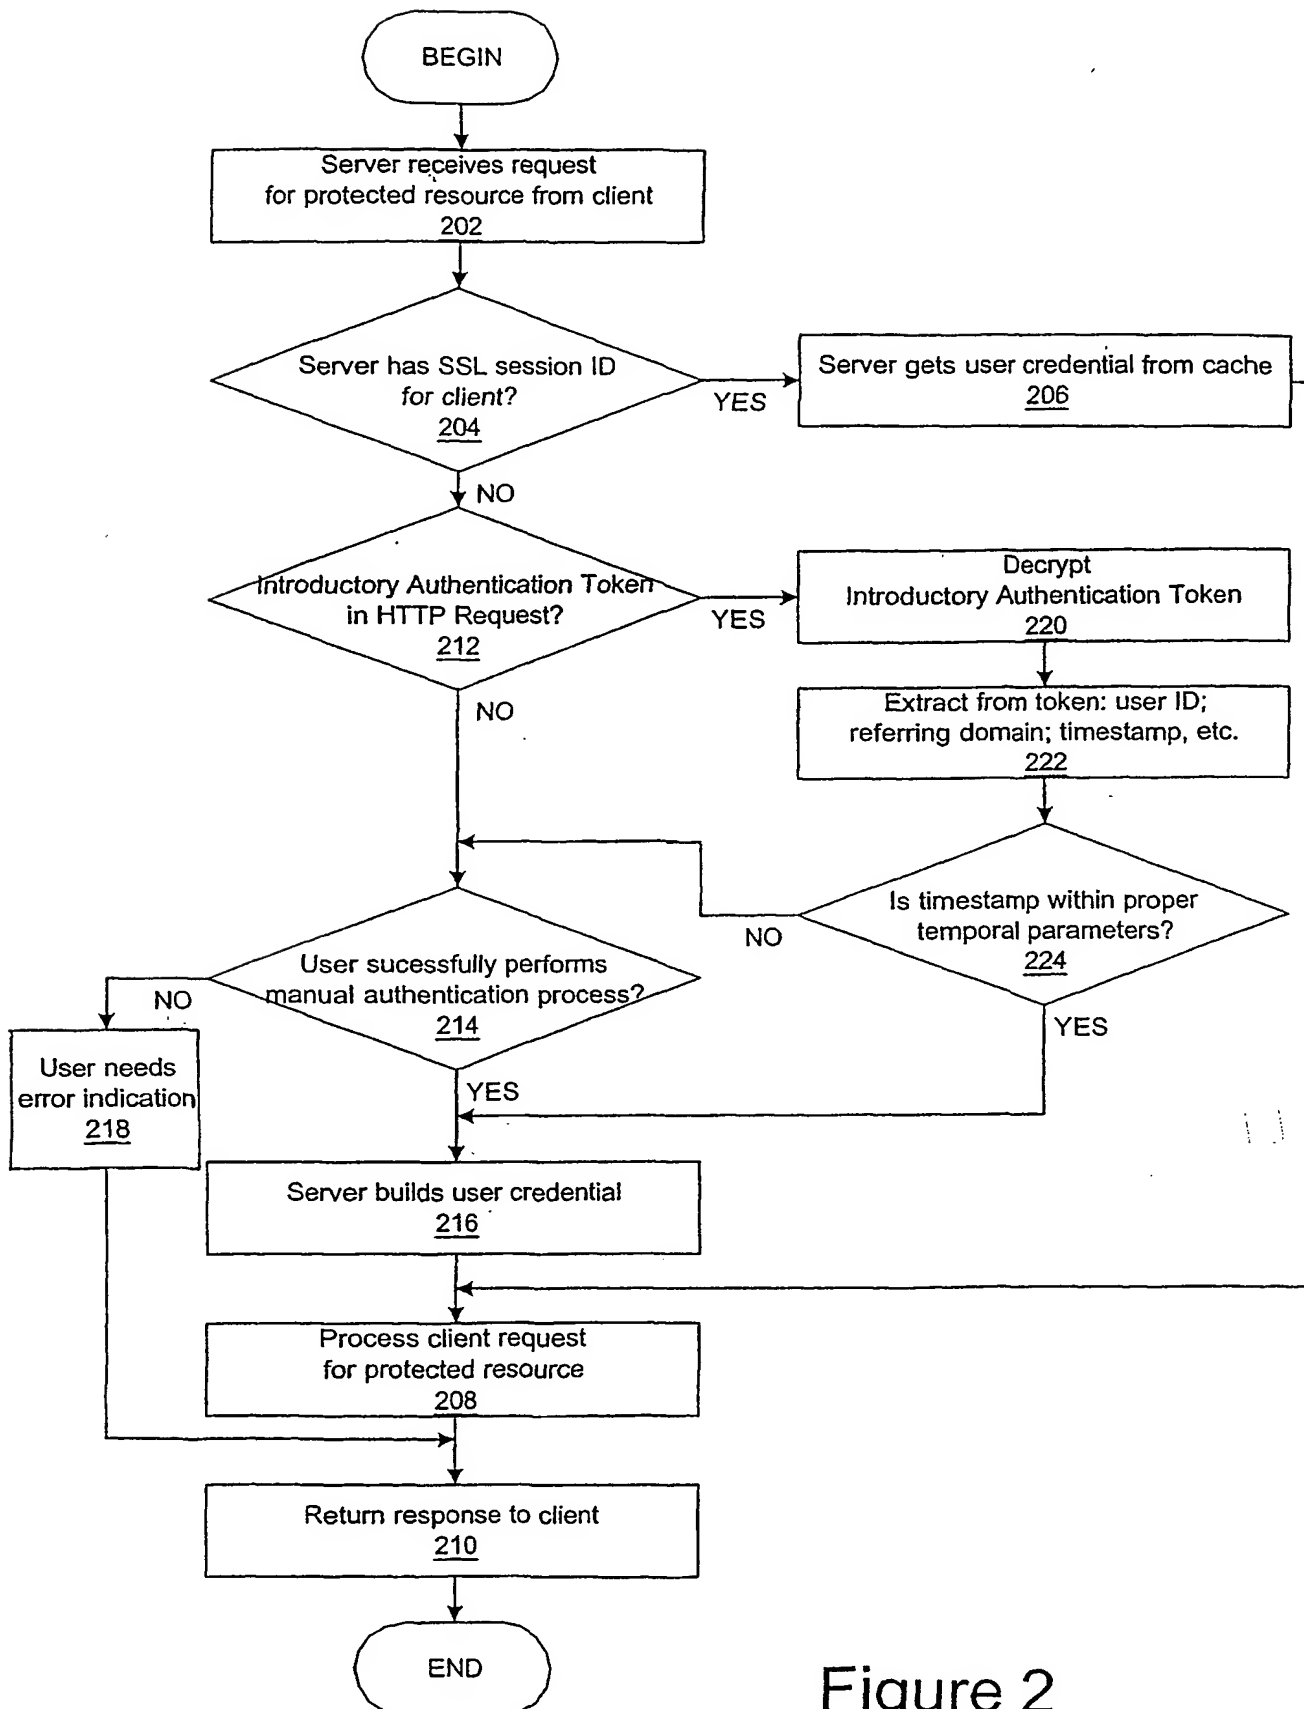 BEGIN
Server receives request
for protected resource from client
202
Server has SSL session ID
for client?
204
YES
Server gets user credential from cache
206
NO
Introductory Authentication Token
in HTTP Request?
212
YES
Decrypt
Introductory Authentication Token
220
NO
Extract from token: user ID;
referring domain; timestamp, etc.
222
Is timestamp within proper
temporal parameters?
224
NO
YES
User sucessfully performs
manual authentication process?
214
NO
YES
User needs
error indication
218
Server builds user credential
216
Process client request
for protected resource
208
Return response to client
210
END
Figure 2